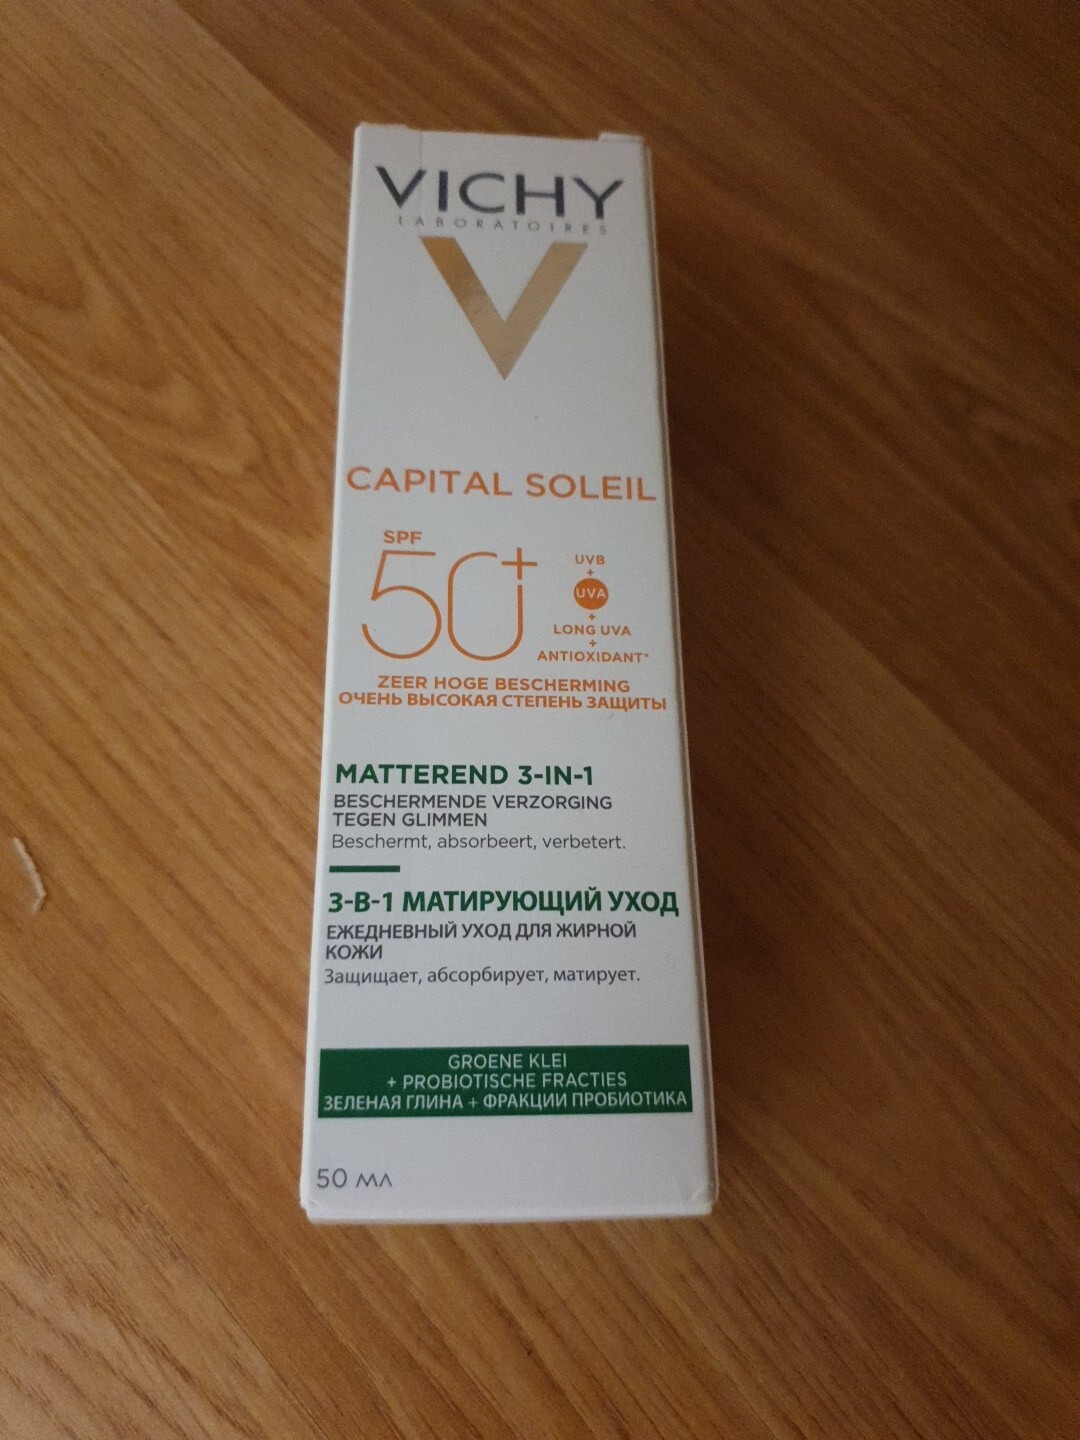 VICHY
LABORATOIRES
V
CAPITAL SOLEIL
SPF
50+
UVB
+
UVA
+
LONG UVA
+
ANTIOXIDANT*
ZEER HOGE BESCHERMING
ОЧЕНЬ ВЫСОКАЯ СТЕПЕНЬ ЗАЩИТЫ
MATTEREND 3-IN-1
BESCHERMENDE VERZORGING
TEGEN GLIMMEN
Beschermt, absorbeert, verbetert.
3-В-1 МАТИРУЮЩИЙ УХОД
ЕЖЕДНЕВНЫЙ УХОД ДЛЯ ЖИРНОЙ
КОЖИ
Защищает, абсорбирует, матирует.
GROENE KLEI
+ PROBIOTISCHE FRACTIES
ЗЕЛЕНАЯ ГЛИНА + ФРАКЦИИ ПРОБИОТИКА
50 мл